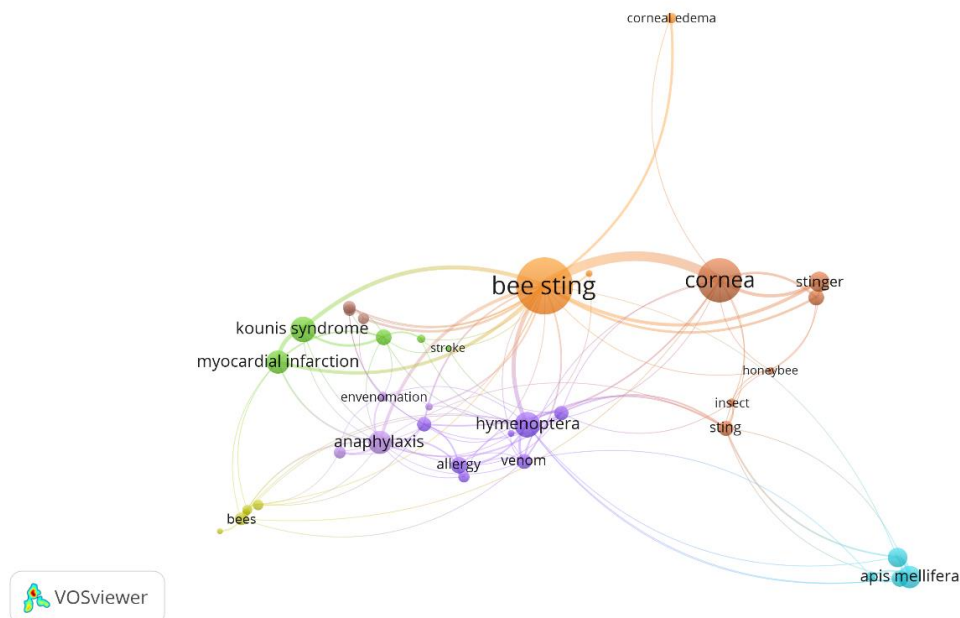 corneal edema
bee sting
cornea
stinger
kounis syndrome
stroke
myocardial infarction
honeybee
envenomation
insect
hymenoptera
sting
anaphylaxis
allergy
venom
bees
apis mellifera
VOSviewer